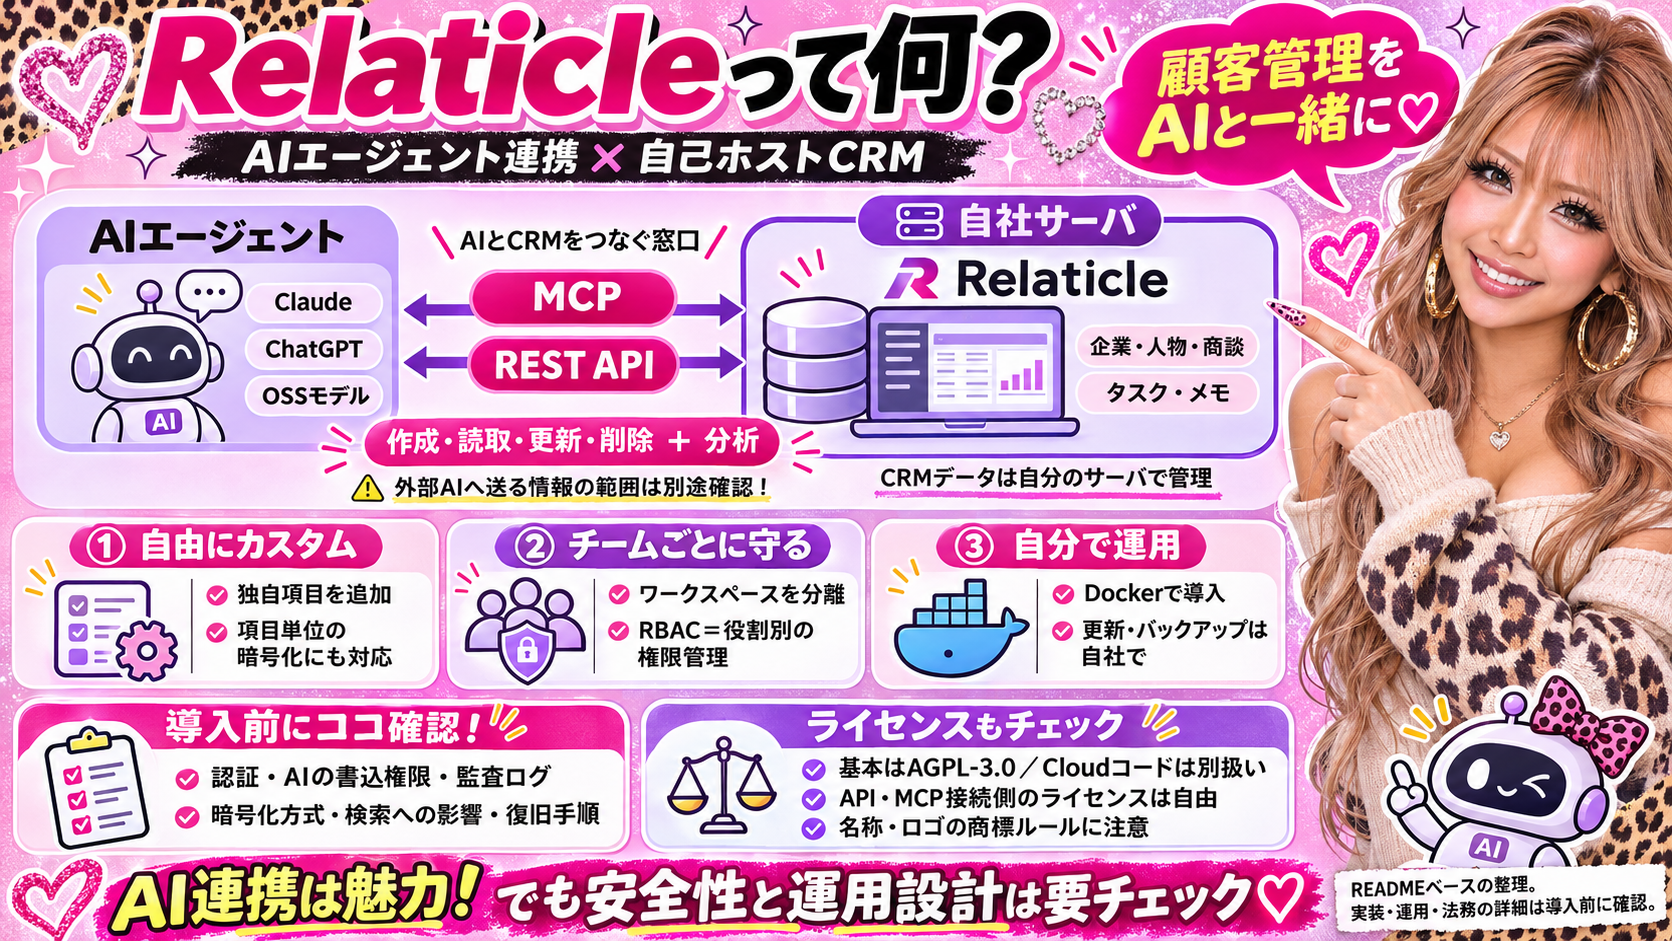 Relaticleって何?
顧客管理を
AIと一緒に♡
AIエージェント連携 × 自己ホストCRM
AIエージェント
Claude
ChatGPT
OSSモデル
AI
AIとCRMをつなぐ窓口
MCP
REST API
作成・読取・更新・削除 + 分析
外部AIへ送る情報の範囲は別途確認!
自社サーバ
Relaticle
企業・人物・商談
タスク・メモ
CRMデータは自分のサーバで管理
① 自由にカスタム
独自項目を追加
項目単位の
暗号化にも対応
② チームごとに守る
ワークスペースを分離
RBAC=役割別の
権限管理
③ 自分で運用
Dockerで導入
更新・バックアップは
自社で
導入前にココ確認!
認証・AIの書込権限・監査ログ
暗号化方式・検索への影響・復旧手順
ライセンスもチェック
基本はAGPL-3.0/Cloudコードは別扱い
API・MCP接続側のライセンスは自由
名称・ロゴの商標ルールに注意
AI
AI連携は魅力!でも安全性と運用設計は要チェック♡
READMEベースの整理。
実装・運用・法務の詳細は導入前に確認。